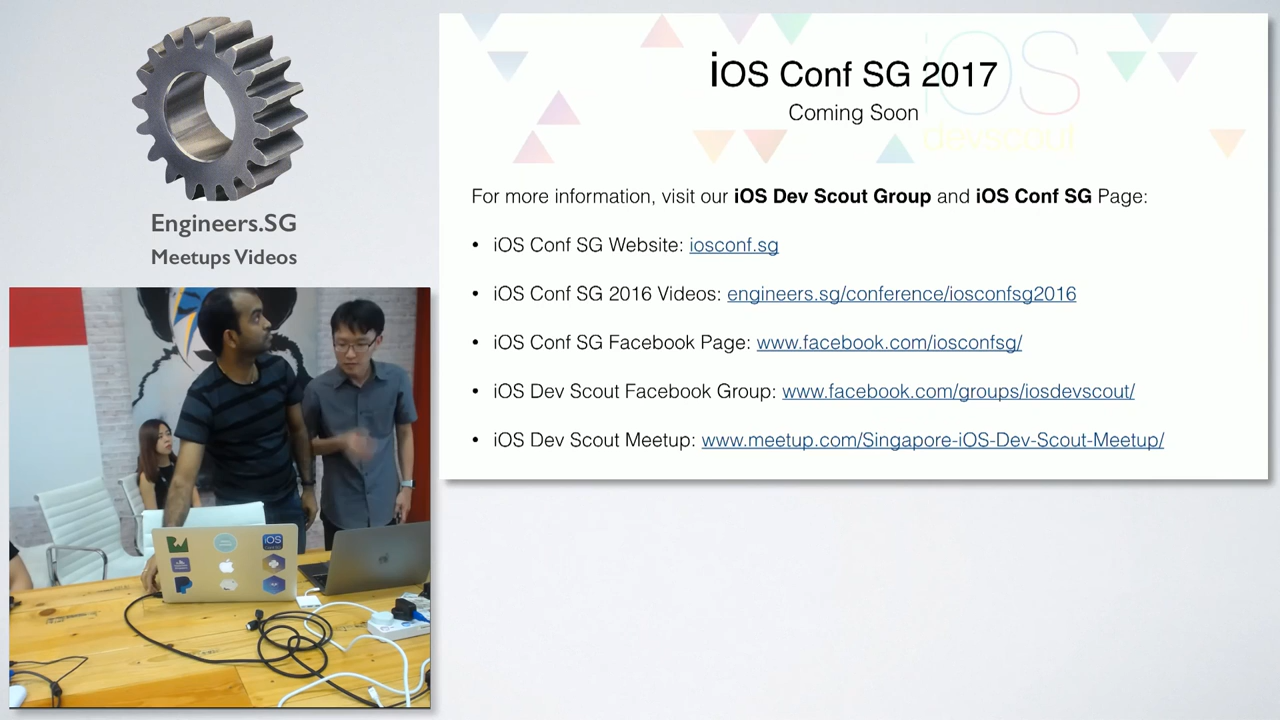 Engineers.SG
Meetups Videos
iOS Conf SG 2017
Coming Soon
iOS
devscout
For more information, visit our iOS Dev Scout Group and iOS Conf SG Page:
• iOS Conf SG Website: iosconf.sg
• iOS Conf SG 2016 Videos: engineers.sg/conference/iosconfsg2016
• iOS Conf SG Facebook Page: www.facebook.com/iosconfsg/
• iOS Dev Scout Facebook Group: www.facebook.com/groups/iosdevscout/
• iOS Dev Scout Meetup: www.meetup.com/Singapore-iOS-Dev-Scout-Meetup/
iOS